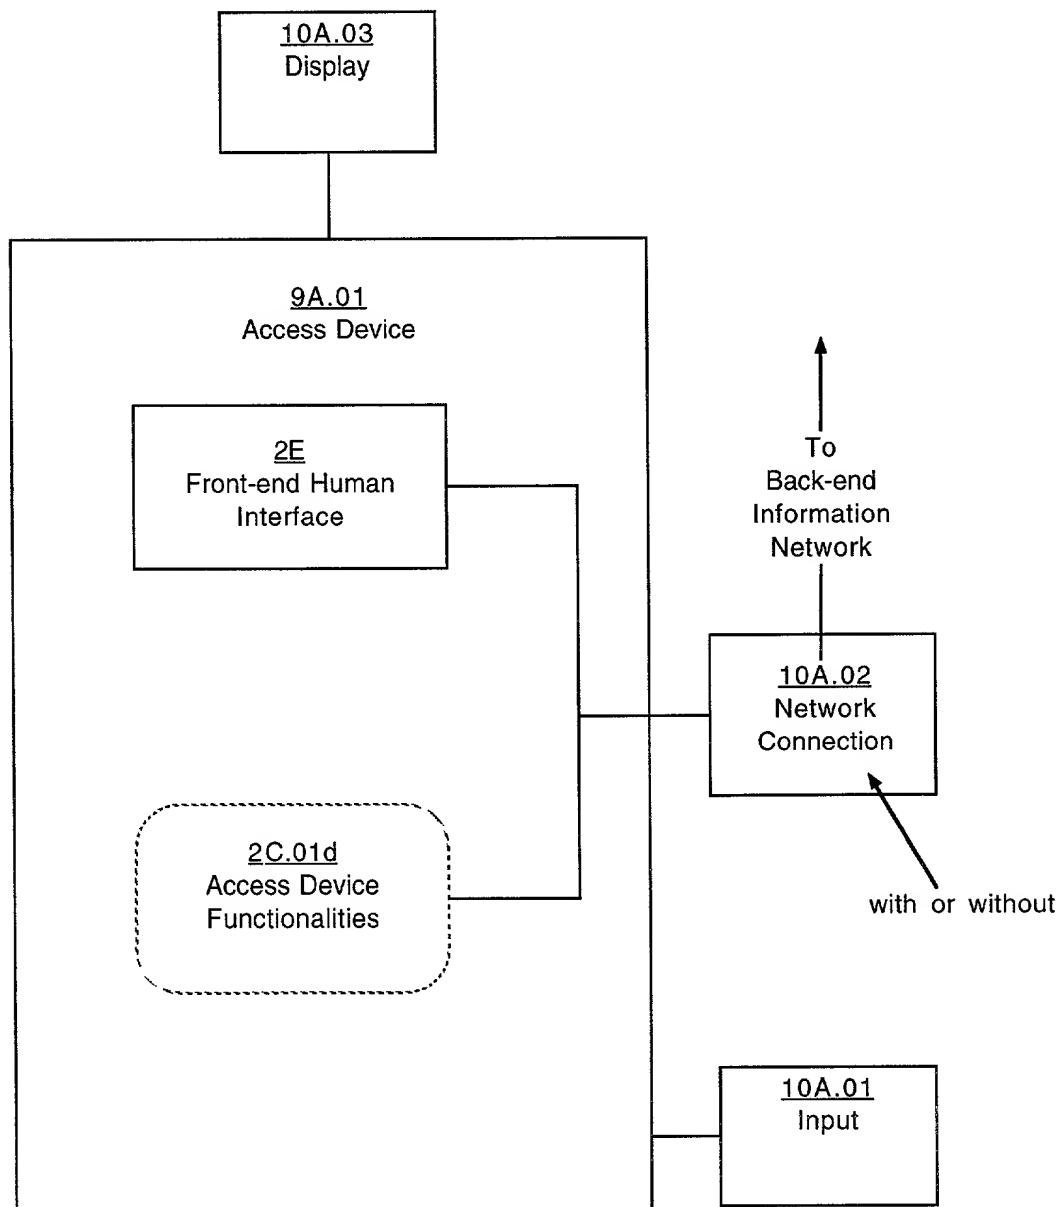 10A.03
Display
9A.01
Access Device
2E
Front-end Human
Interface
To
Back-end
Information
Network
10A.02
Network
Connection
2C.01d
Access Device
Functionalities
with or without
10A.01
Input